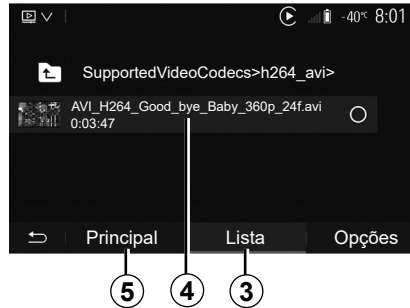 -40°C 8:01
SupportedVideoCodecs>h264_avi>
AVI_H264_Good_bye_Baby_360p_24f.avi
0:03:47
Principal Lista Opções
5 4 3